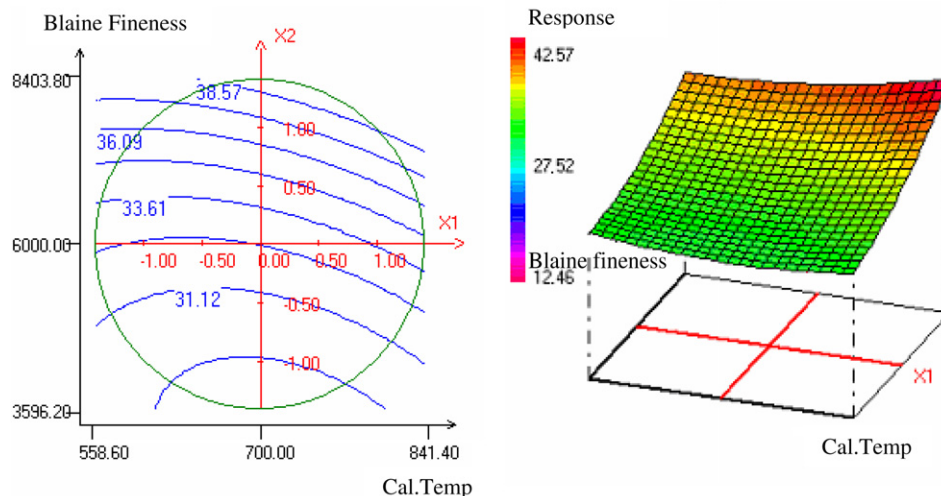 Blaine Fineness
X2
8403.80
38.57
1.00
36.09
0.50
33.61
X1
6000.00
-1.00 -0.50 0.00 0.50 1.00
31.12
-0.50
-1.00
3596.20
558.60 700.00 841.40
Cal.Temp
Response
42.57
27.52
12.46
Blaine fineness
X1
Cal.Temp